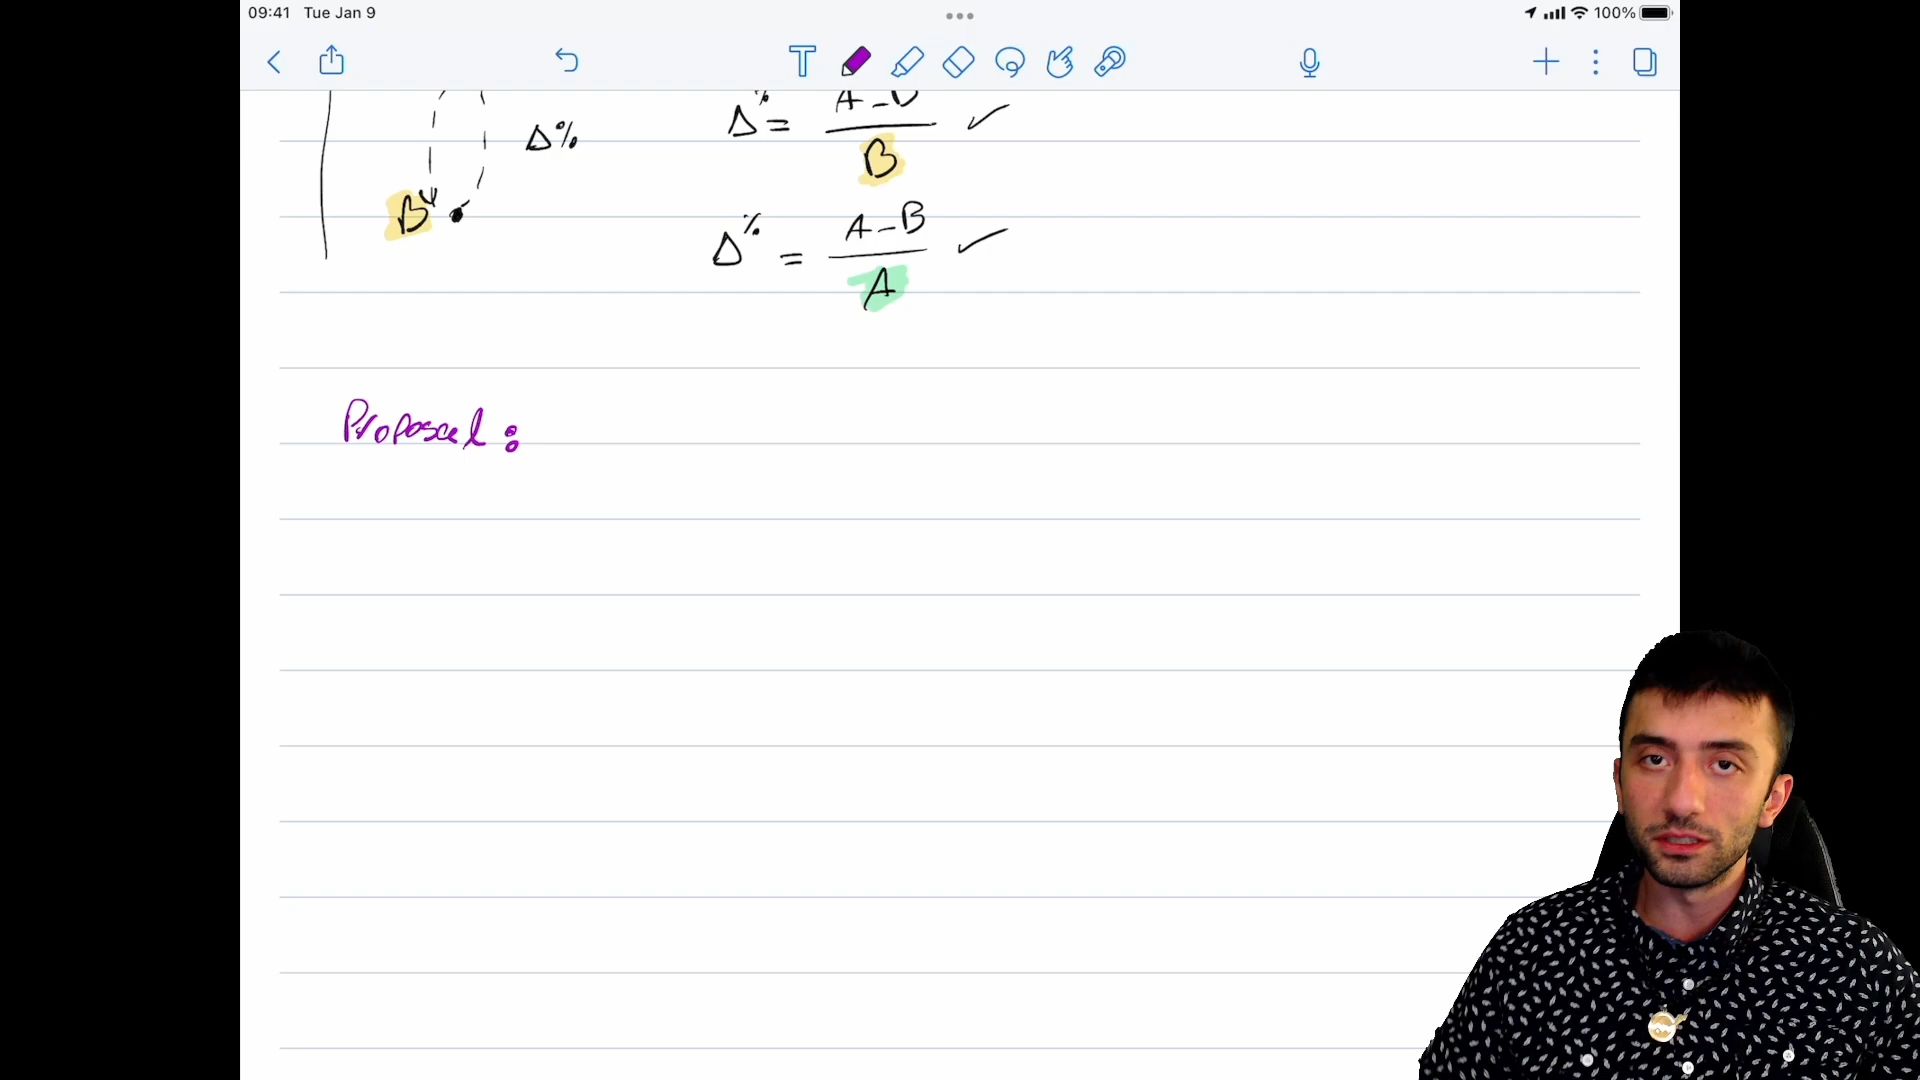 09:41 Tue Jan 9
100%
T
Δ%
Δ% = A-B
B
B
Δ% = A-B
A
Proposal: